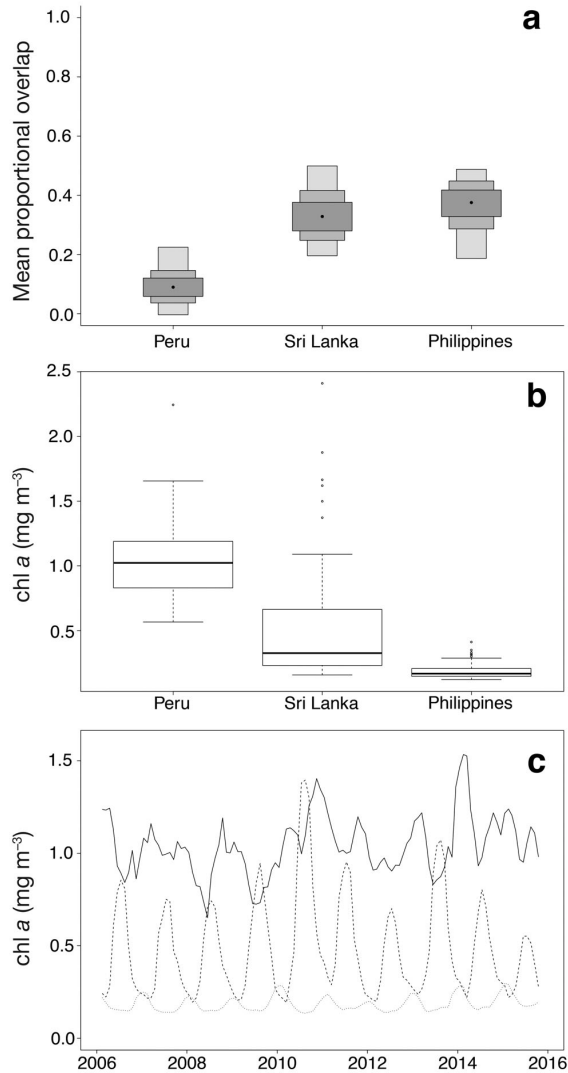 a
Mean proportional overlap
1.0
0.8
0.6
0.4
0.2
0.0
Peru Sri Lanka Philippines
b
chl a (mg m⁻³)
2.5
2.0
1.5
1.0
0.5
Peru Sri Lanka Philippines
c
chl a (mg m⁻³)
1.5
1.0
0.5
0.0
2006 2008 2010 2012 2014 2016